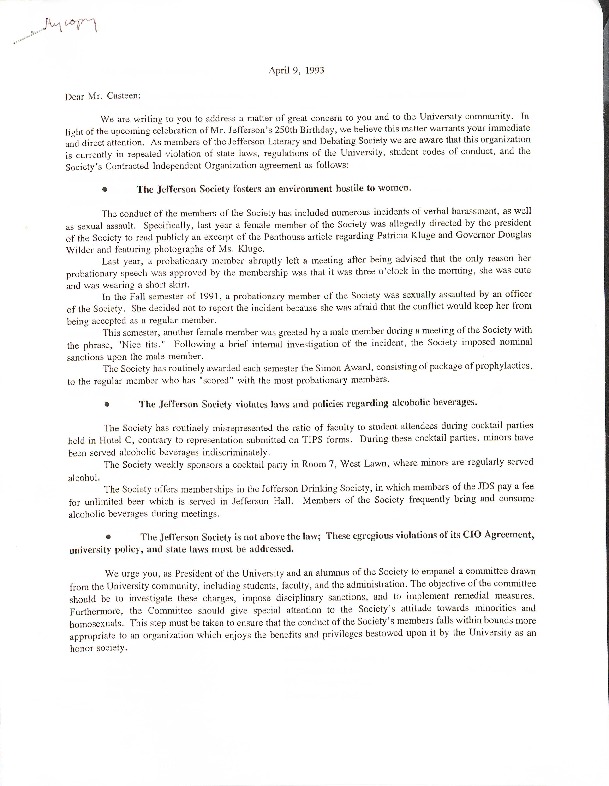 My copy
April 9, 1993
Dear Mr. Casteen:
We are writing to you to address a matter of great concern to you and to the University community. In
light of the upcoming celebration of Mr. Jefferson's 250th Birthday, we believe this matter warrants your immediate
and direct attention. As members of the Jefferson Literary and Debating Society we are aware that this organization
is currently in repeated violation of state laws, regulations of the University, student codes of conduct, and the
Society's Contracted Independent Organization agreement as follows:
• The Jefferson Society fosters an environment hostile to women.
The conduct of the members of the Society has included numerous incidents of verbal harassment, as well
as sexual assault. Specifically, last year a female member of the Society was allegedly directed by the president
of the Society to read publicly an excerpt of the Penthouse article regarding Patricia Kluge and Governor Douglas
Wilder and featuring photographs of Ms. Kluge.
Last year, a probationary member abruptly left a meeting after being advised that the only reason her
probationary speech was approved by the membership was that it was three o'clock in the morning, she was cute
and was wearing a short skirt.
In the Fall semester of 1991, a probationary member of the Society was sexually assaulted by an officer
of the Society. She decided not to report the incident because she was afraid that the conflict would keep her from
being accepted as a regular member.
This semester, another female member was greeted by a male member during a meeting of the Society with
the phrase, "Nice tits." Following a brief internal investigation of the incident, the Society imposed nominal
sanctions upon the male member.
The Society has routinely awarded each semester the Simon Award, consisting of package of prophylactics,
to the regular member who has "scored" with the most probationary members.
• The Jefferson Society violates laws and policies regarding alcoholic beverages.
The Society has routinely misrepresented the ratio of faculty to student attendees during cocktail parties
held in Hotel C, contrary to representation submitted on TIPS forms. During these cocktail parties, minors have
been served alcoholic beverages indiscriminately.
The Society weekly sponsors a cocktail party in Room 7, West Lawn, where minors are regularly served
alcohol.
The Society offers memberships in the Jefferson Drinking Society, in which members of the JDS pay a fee
for unlimited beer which is served in Jefferson Hall. Members of the Society frequently bring and consume
alcoholic beverages during meetings.
• The Jefferson Society is not above the law; These egregious violations of its CIO Agreement,
university policy, and state laws must be addressed.
We urge you, as President of the University and an alumnus of the Society to empanel a committee drawn
from the University community, including students, faculty, and the administration. The objective of the committee
should be to investigate these charges, impose disciplinary sanctions, and to implement remedial measures.
Furthermore, the Committee should give special attention to the Society's attitude towards minorities and
homosexuals. This step must be taken to ensure that the conduct of the Society's members falls within bounds more
appropriate to an organization which enjoys the benefits and privileges bestowed upon it by the University as an
honor society.